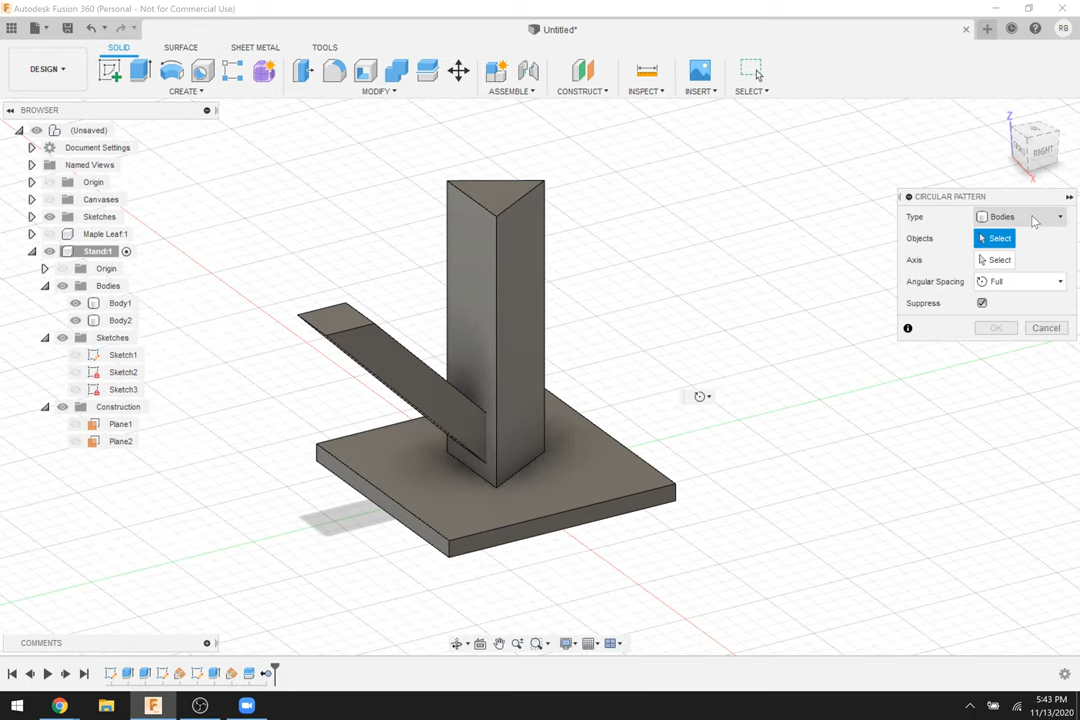 Autodesk Fusion 360 (Personal - Not for Commercial Use)
Untitled*
RB
DESIGN
SOLID
SURFACE
SHEET METAL
TOOLS
CREATE
MODIFY
ASSEMBLE
CONSTRUCT
INSPECT
INSERT
SELECT
BROWSER
(Unsaved)
Document Settings
Named Views
Origin
Canvases
Sketches
Maple Leaf:1
Stand:1
Origin
Bodies
Body1
Body2
Sketches
Sketch1
Sketch2
Sketch3
Construction
Plane1
Plane2
Z
RIGHT
X
CIRCULAR PATTERN
Type
Bodies
Objects
Select
Axis
Select
Angular Spacing
Full
Suppress
OK
Cancel
COMMENTS
5:43 PM
11/13/2020